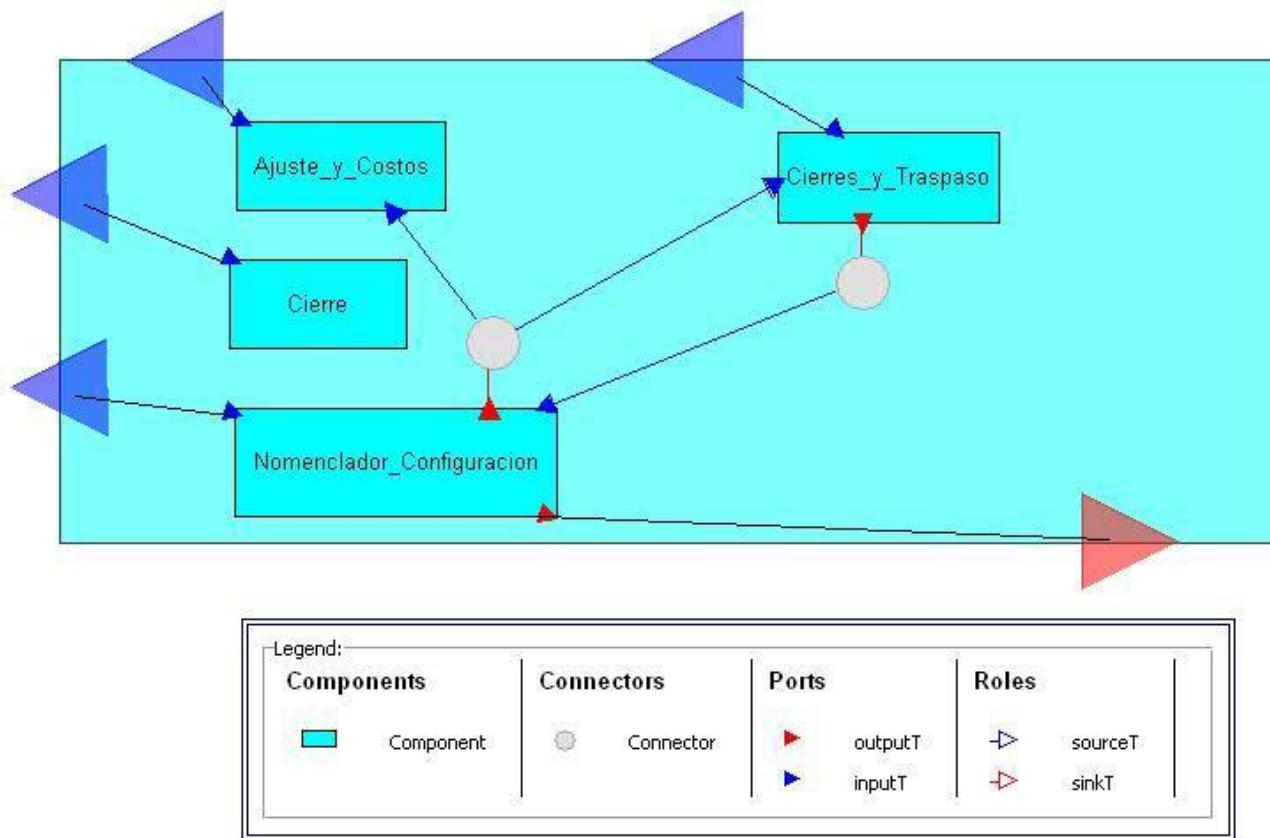 Ajuste_y_Costos
Cierres_y_Traspaso
Cierre
Nomenclador_Configuracion
Legend:
Components
Connectors
Ports
Roles
Component
Connector
outputT
sourceT
inputT
sinkT